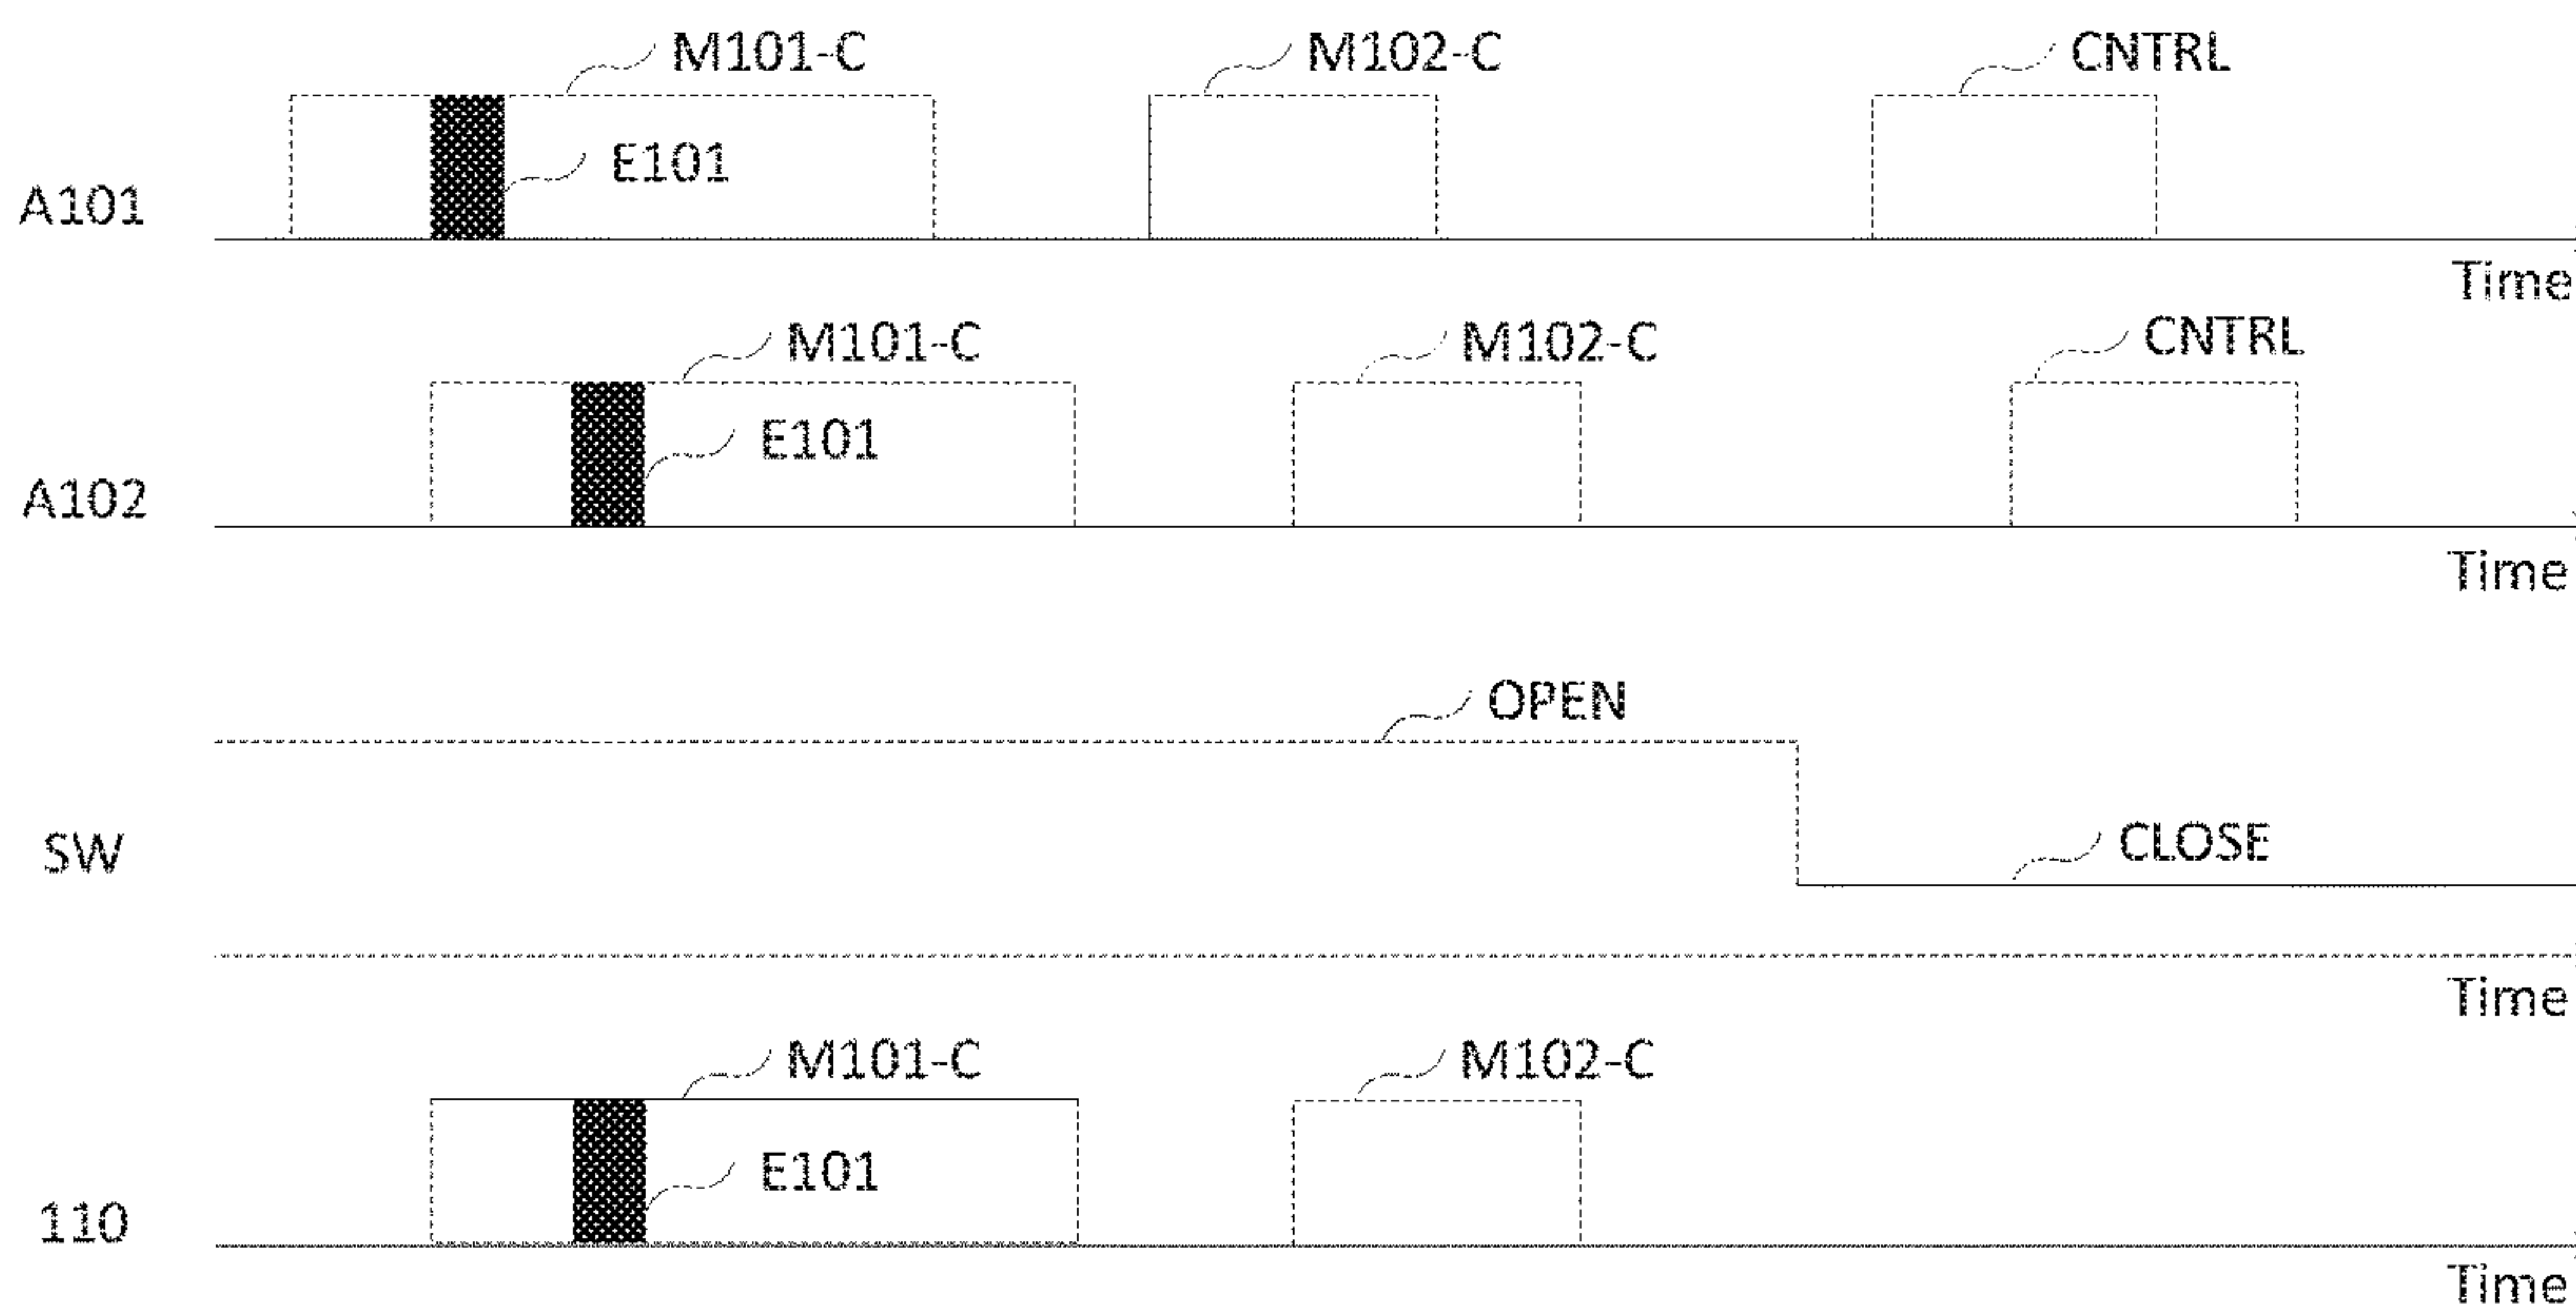 M101-C M102-C CNTRL
E101
A101
Time
M101-C M102-C CNTRL
E101
A102
Time
OPEN
SW CLOSE
Time
M101-C M102-C
E101
110
Time